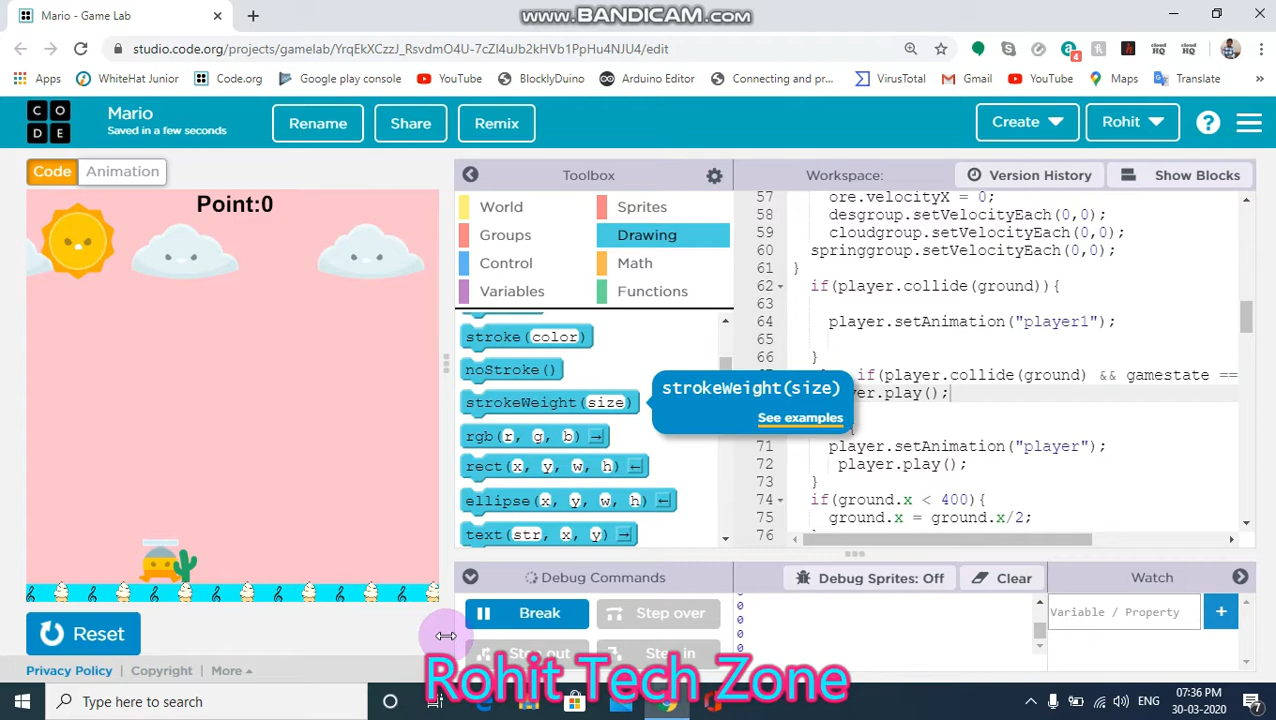 Mario - Game Lab
www.BANDICAM.com
studio.code.org/projects/gamelab/YrqEkXCzzJ_RsvdmO4U-7cZl4uJb2kHVb1PpHu4NJU4/edit
Apps
WhiteHat Junior
Code.org
Google play console
YouTube
BlocklyDuino
Arduino Editor
Connecting and pr...
VirusTotal
Gmail
YouTube
Maps
Translate
C O
D E
Mario
Saved in a few seconds
Rename
Share
Remix
Create
Rohit
Code
Animation
Toolbox
Workspace:
Version History
Show Blocks
Point:0
World
Sprites
Groups
Drawing
Control
Math
Variables
Functions
stroke(color)
noStroke()
strokeWeight(size)
rgb(r, g, b)
rect(x, y, w, h)
ellipse(x, y, w, h)
text(str, x, y)
strokeWeight(size)
See examples
57 ore.velocityX = 0;
58 desgroup.setVelocityEach(0,0);
59 cloudgroup.setVelocityEach(0,0);
60 springgroup.setVelocityEach(0,0);
61 }
62 if(player.collide(ground)){
63
64 player.setAnimation("player1");
65
66 }
if(player.collide(ground) && gamestate ==
.play();
{
71 player.setAnimation("player");
72 player.play();
73 }
74 if(ground.x < 400){
75 ground.x = ground.x/2;
76
Debug Commands
Debug Sprites: Off
Clear
Watch
Break
Step over
Step out
Step in
0
0
0
0
Variable / Property
+
Reset
Privacy Policy
Copyright
More
Rohit Tech Zone
Type here to search
ENG
07:36 PM
30-03-2020
7